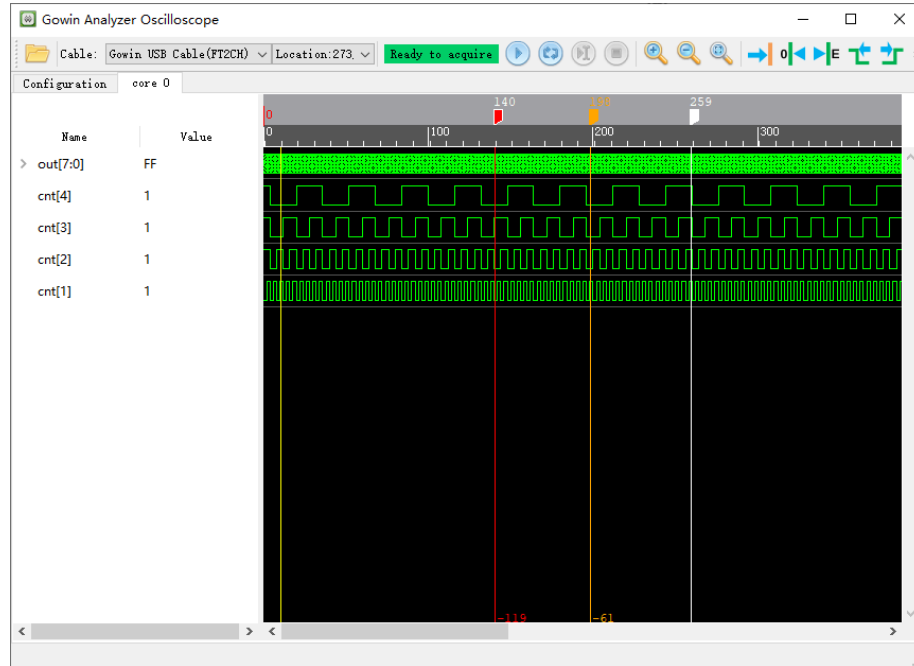 Gowin Analyzer Oscilloscope
Cable: Gowin USB Cable(FT2CH) Location:273. Ready to acquire 0 E
Configuration core 0
140 198 259
0
Name Value 0 100 200 300
out[7:0] FF
cnt[4] 1
cnt[3] 1
cnt[2] 1
cnt[1] 1
-119 -61